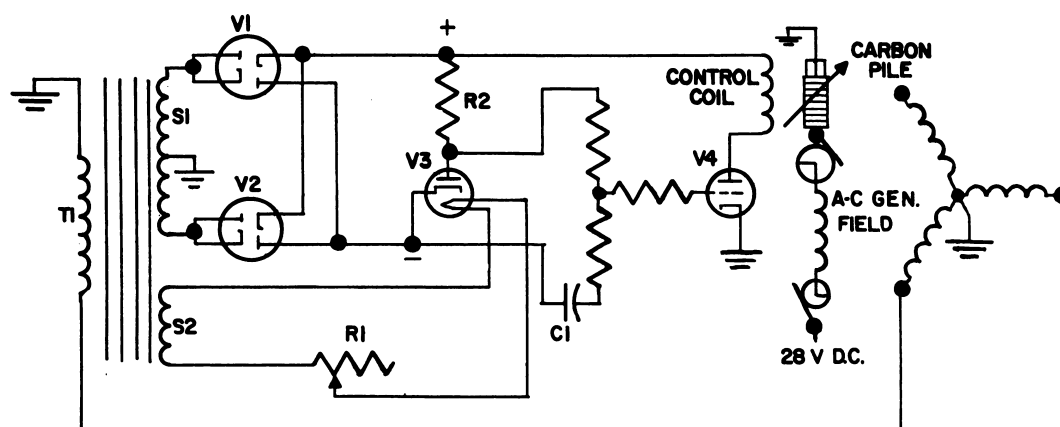 V1
+
CARBON
PILE
CONTROL
COIL
R2
S1
V3
V4
V2
T1
A-C GEN.
FIELD
−
S2
R1
C1
28 V D.C.